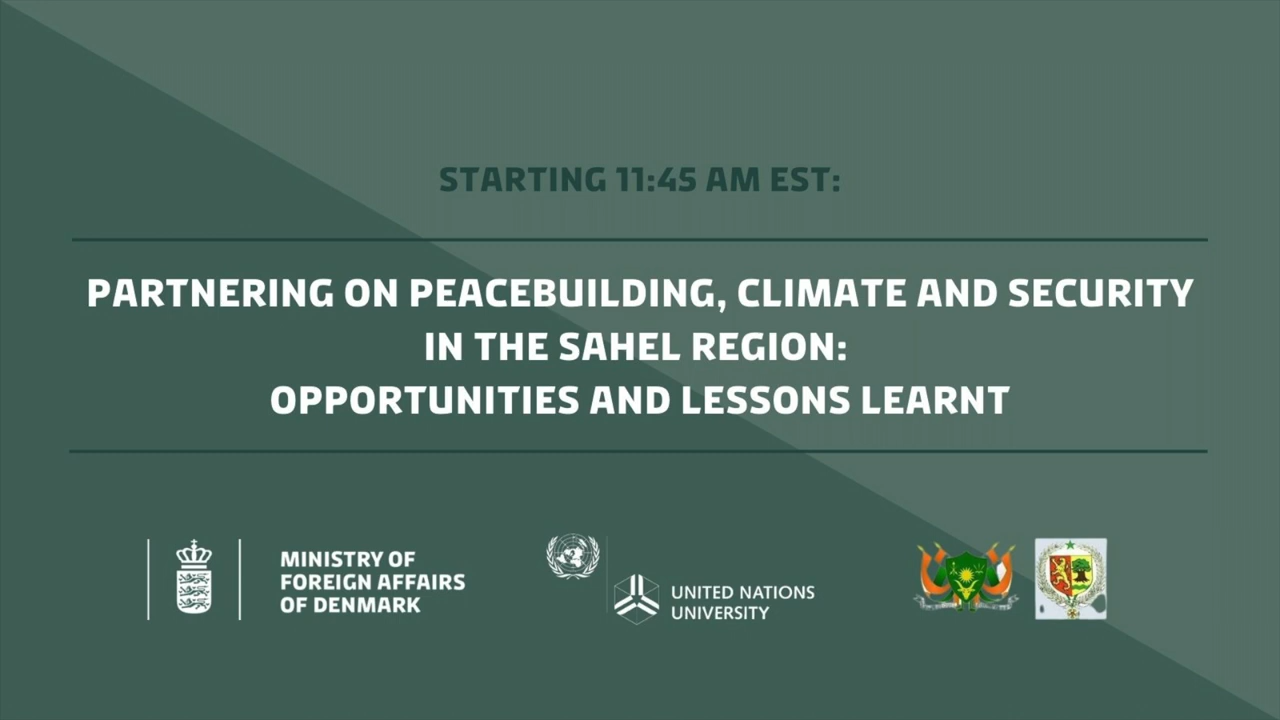 STARTING 11:45 AM EST:
PARTNERING ON PEACEBUILDING, CLIMATE AND SECURITY
IN THE SAHEL REGION:
OPPORTUNITIES AND LESSONS LEARNT
MINISTRY OF
FOREIGN AFFAIRS
OF DENMARK
UNITED NATIONS
UNIVERSITY